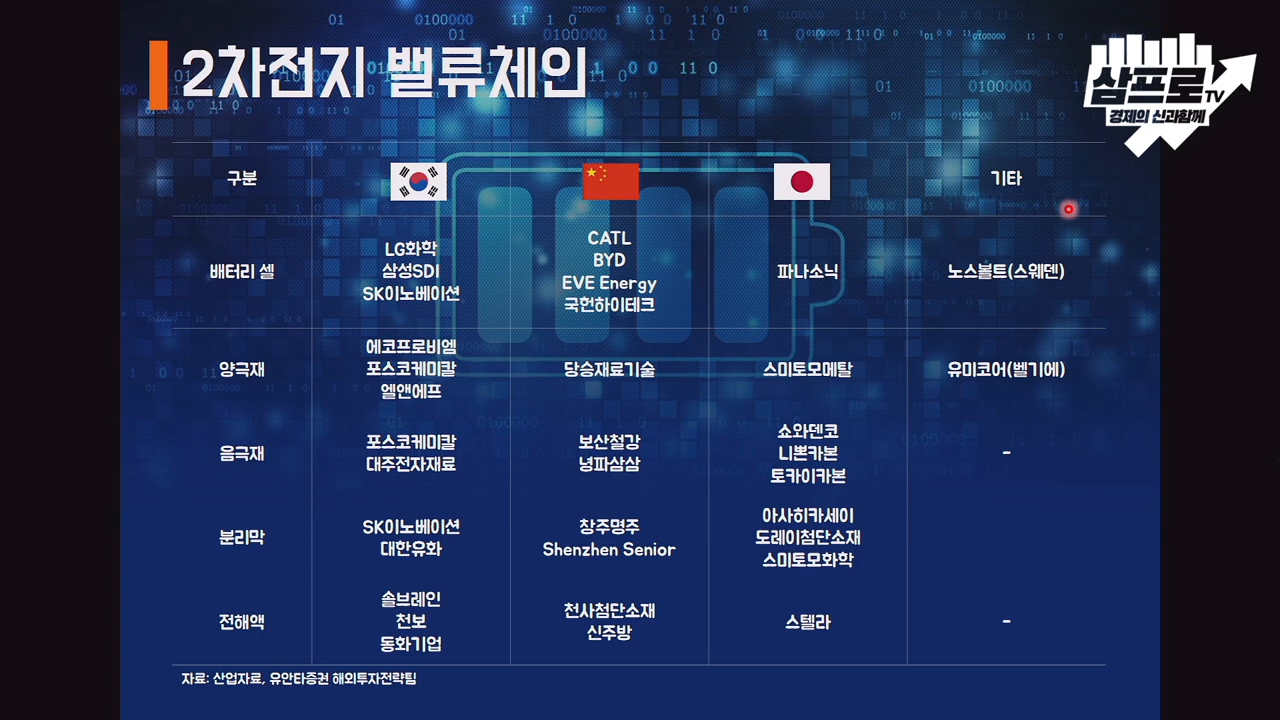 2차전지 밸류체인
삼프로TV
경제의 신과함께
구분
기타
배터리 셀
LG화학
삼성SDI
SK이노베이션
CATL
BYD
EVE Energy
국헌하이테크
파나소닉
노스볼트(스웨덴)
양극재
에코프로비엠
포스코케미칼
엘앤에프
당승재료기술
스미토모메탈
유미코어(벨기에)
음극재
포스코케미칼
대주전자재료
보산철강
닝파삼삼
쇼와덴코
니뽄카본
토카이카본
-
분리막
SK이노베이션
대한유화
창주명주
Shenzhen Senior
아사히카세이
도레이첨단소재
스미토모화학
전해액
솔브레인
천보
동화기업
천사첨단소재
신주방
스텔라
-
자료: 산업자료, 유안타증권 해외투자전략팀